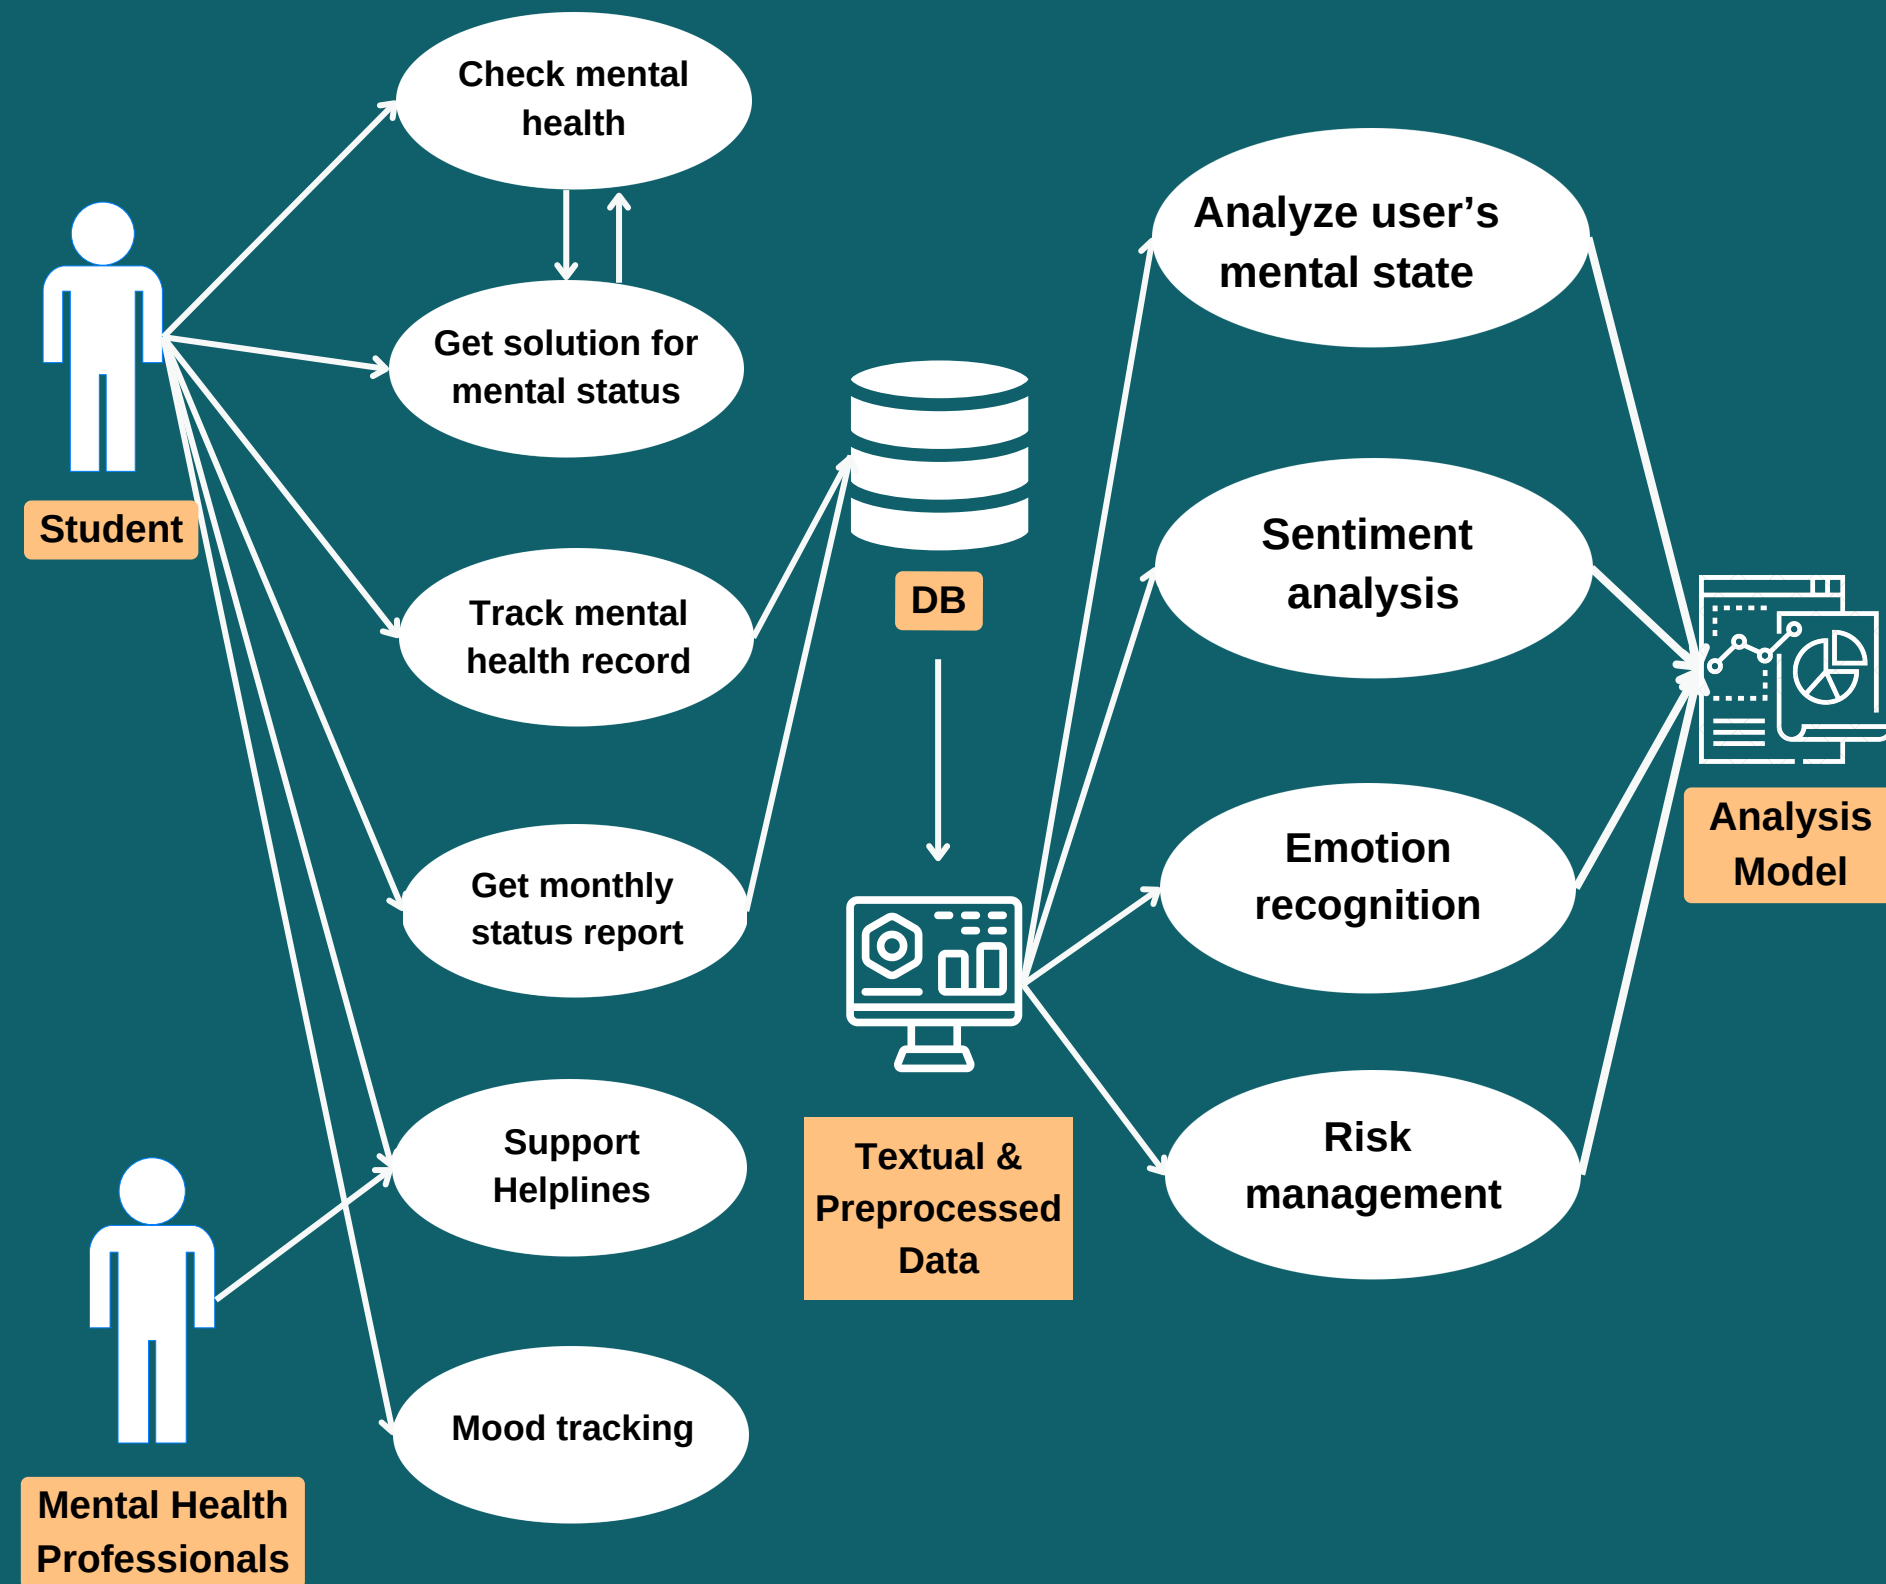 Check mental
health
Get solution for
mental status
Student
Track mental
health record
Get monthly
status report
Support
Helplines
Mood tracking
Mental Health
Professionals
DB
Textual &
Preprocessed
Data
Analyze user’s
mental state
Sentiment
analysis
Emotion
recognition
Risk
management
Analysis
Model